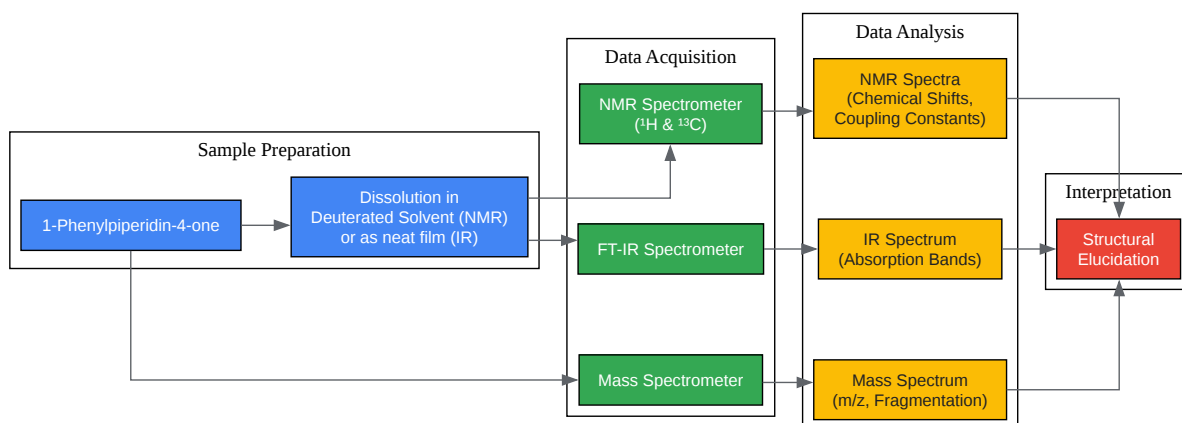 Data Acquisition
Data Analysis
Sample Preparation
Interpretation
1-Phenylpiperidin-4-one
Dissolution in
Deuterated Solvent (NMR)
or as neat film (IR)
NMR Spectrometer
(¹H & ¹³C)
FT-IR Spectrometer
Mass Spectrometer
NMR Spectra
(Chemical Shifts,
Coupling Constants)
IR Spectrum
(Absorption Bands)
Mass Spectrum
(m/z, Fragmentation)
Structural
Elucidation